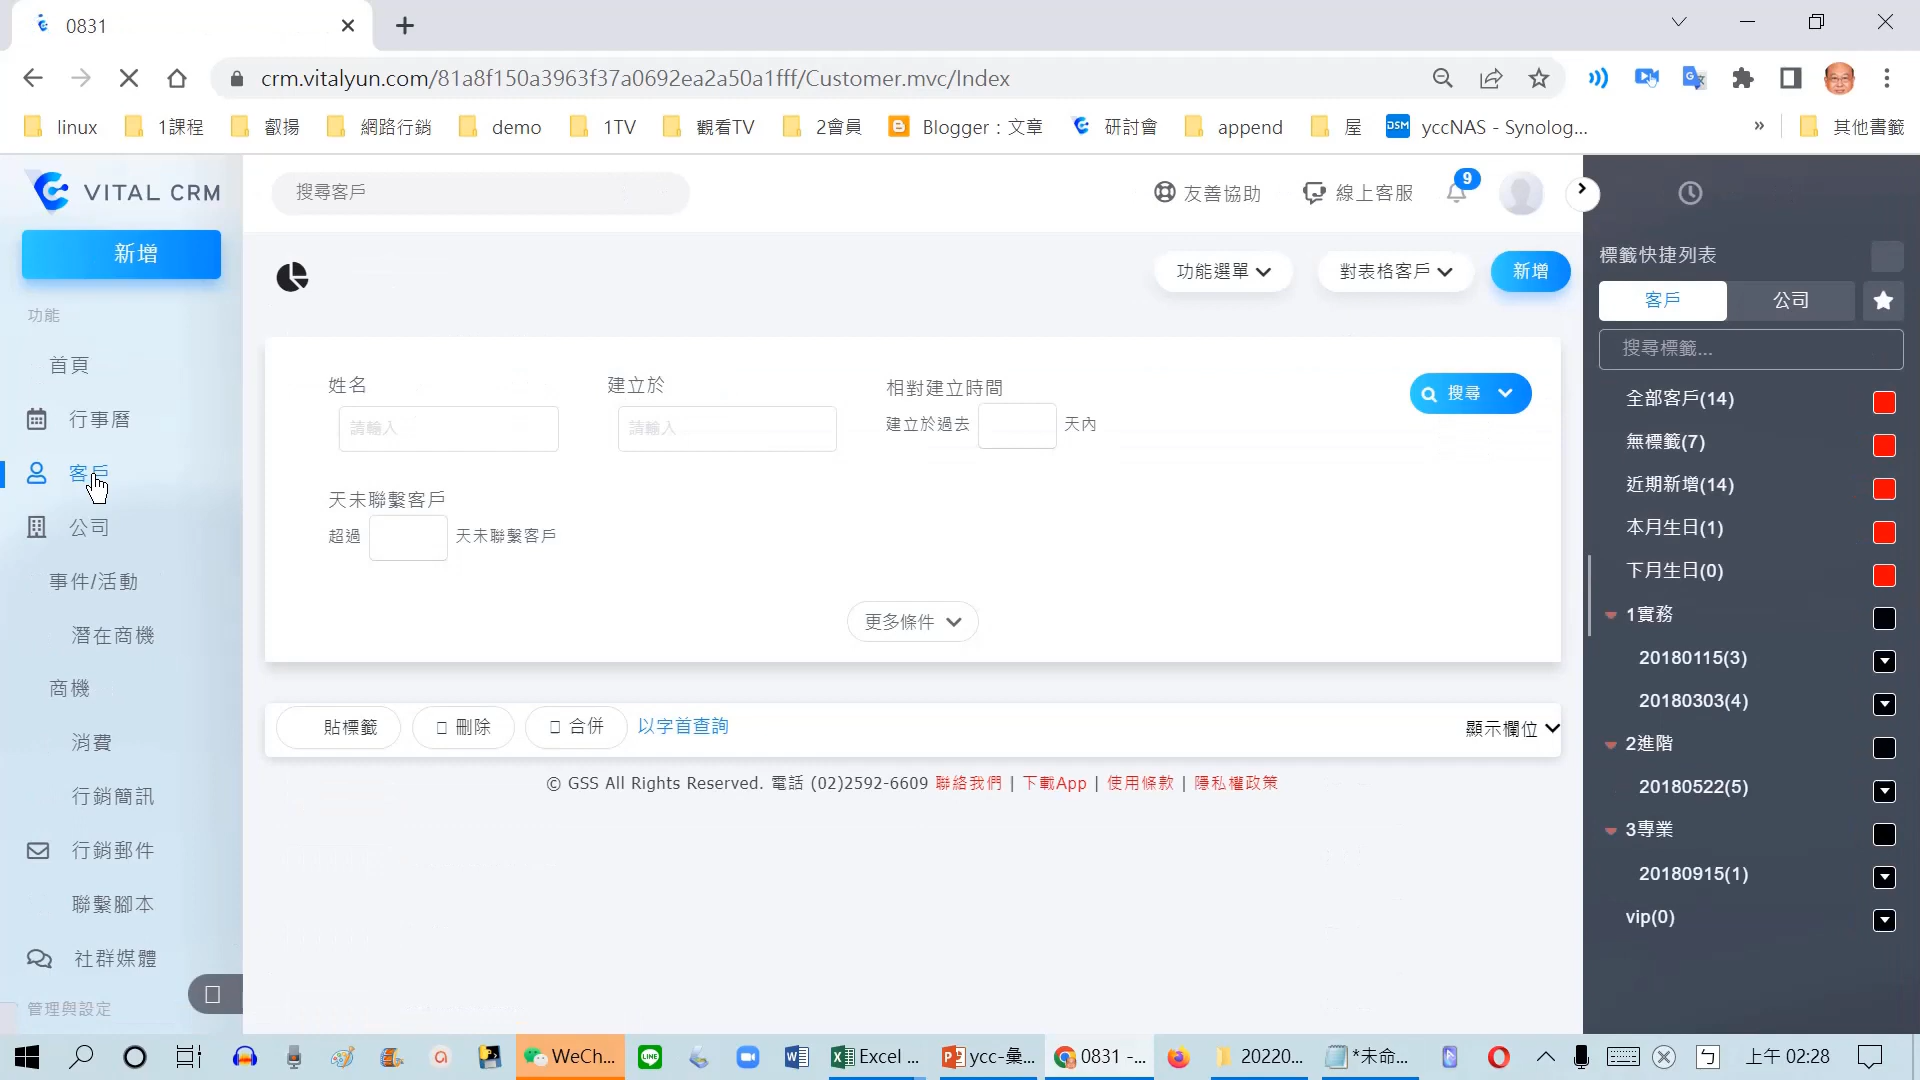 0831
crm.vitalyun.com/81a8f150a3963f37a0692ea2a50a1fff/Customer.mvc/Index
linux
1課程
叡揚
網路行銷
demo
1TV
觀看TV
2會員
Blogger：文章
研討會
append
屋
DSM
yccNAS - Synolog...
»
其他書籤
VITAL CRM
搜尋客戶
友善協助
線上客服
9
新增
功能
首頁
行事曆
客戶
公司
事件/活動
潛在商機
商機
消費
行銷簡訊
行銷郵件
聯繫腳本
社群媒體
管理與設定
功能選單
對表格客戶
新增
姓名
請輸入
建立於
請輸入
相對建立時間
建立於過去
天內
搜尋
天未聯繫客戶
超過
天未聯繫客戶
更多條件
貼標籤
刪除
合併
以字首查詢
顯示欄位
© GSS All Rights Reserved. 電話 (02)2592-6609 聯絡我們 | 下載App | 使用條款 | 隱私權政策
標籤快捷列表
客戶
公司
搜尋標籤...
全部客戶(14)
無標籤(7)
近期新增(14)
本月生日(1)
下月生日(0)
1實務
20180115(3)
20180303(4)
2進階
20180522(5)
3專業
20180915(1)
vip(0)
WeCh...
LINE
Excel ...
ycc-彙...
0831 -...
20220...
*未命...
ㄅ
上午 02:28